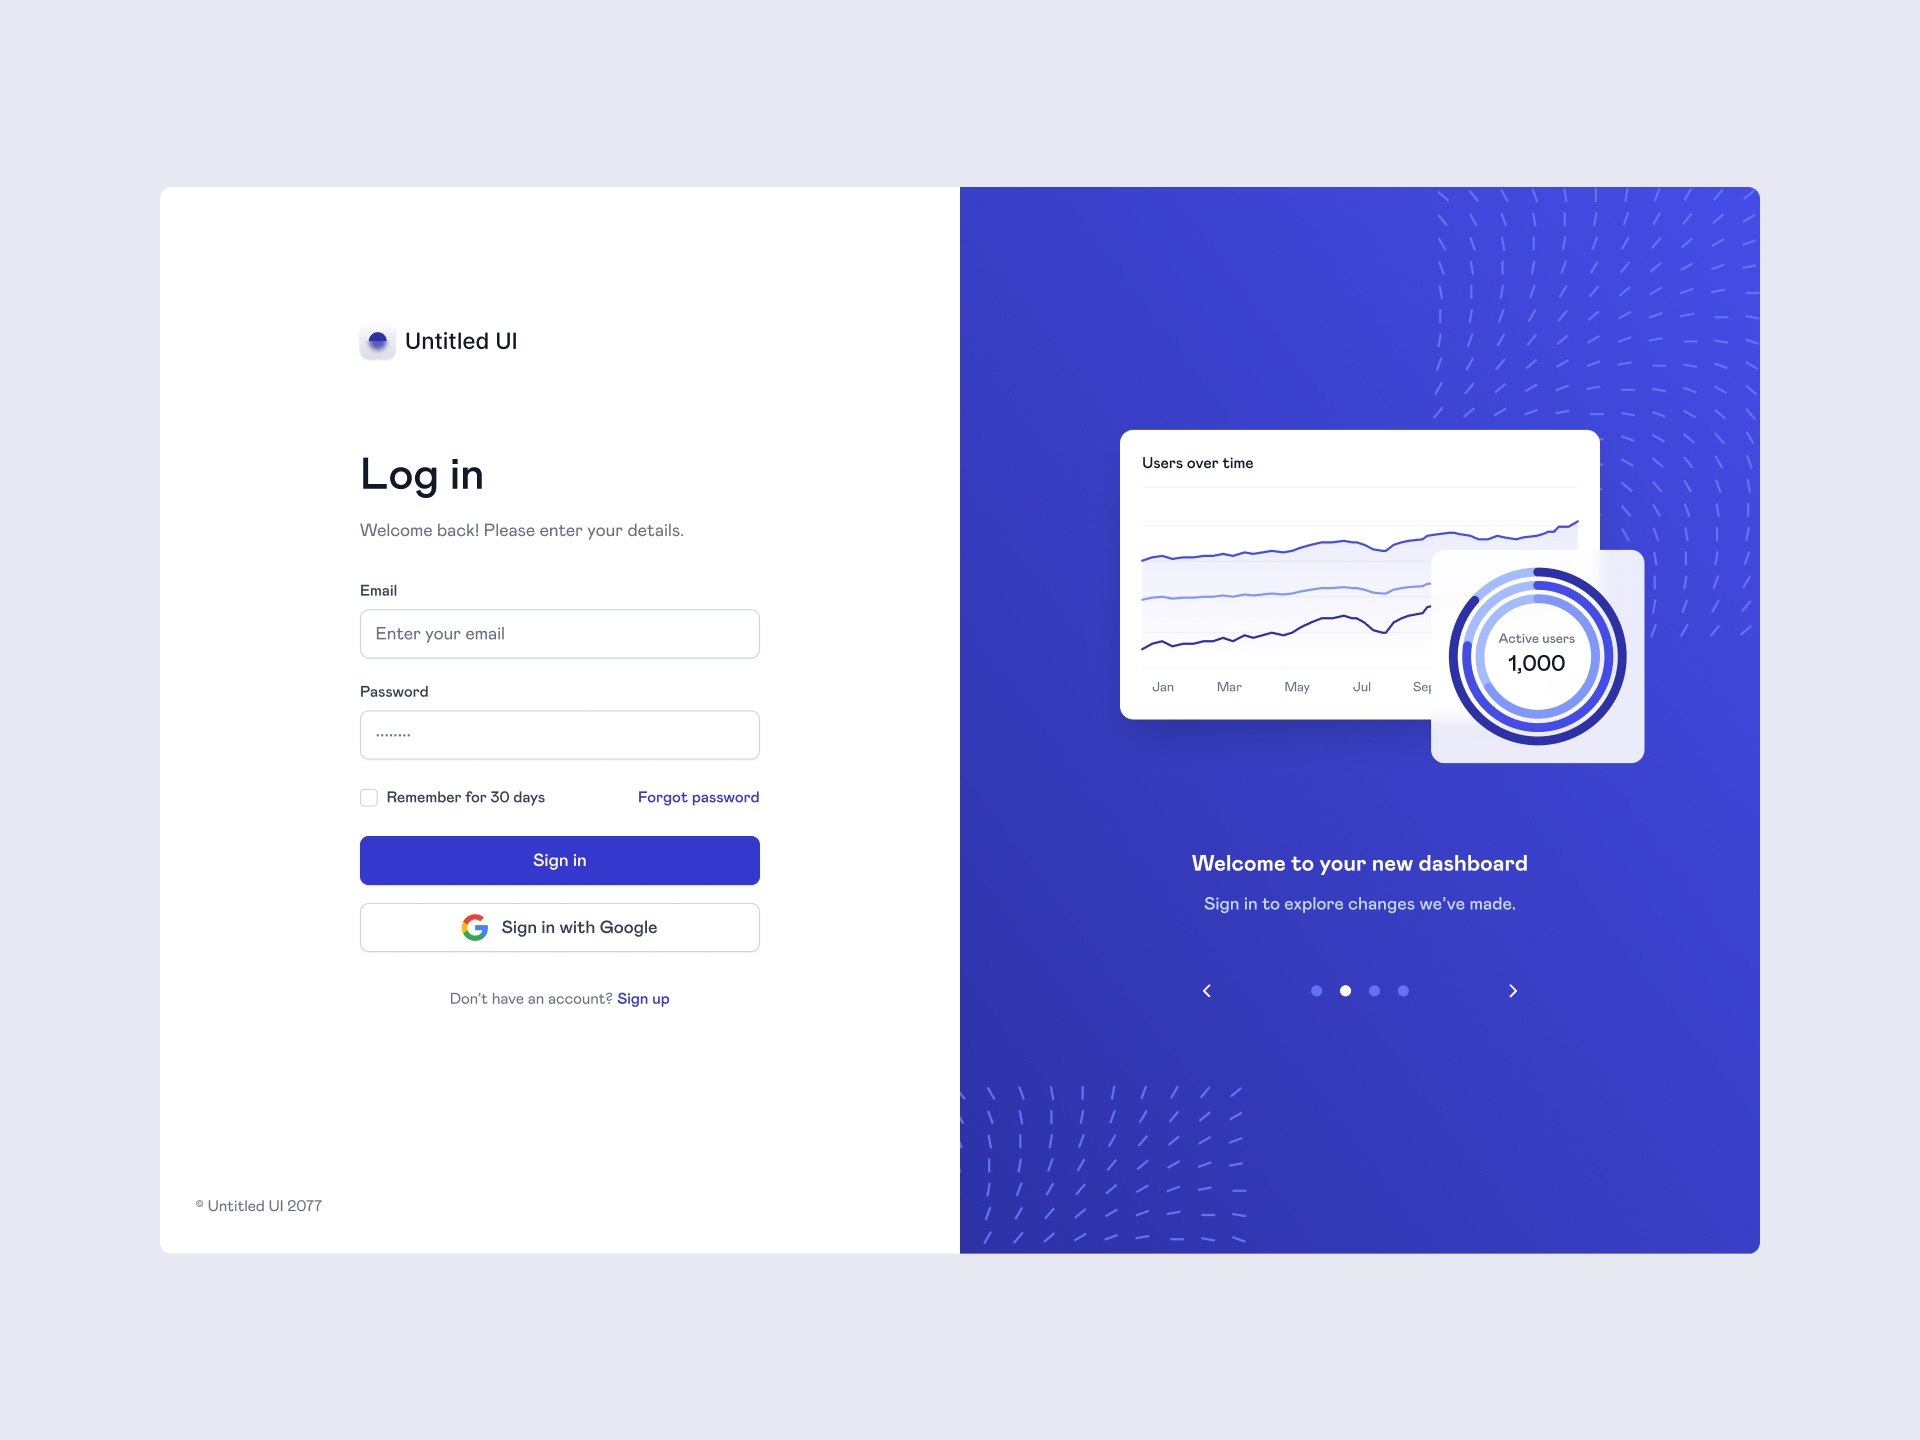 Untitled UI
Log in
Welcome back! Please enter your details.
Email
Enter your email
Password
••••••••
Remember for 30 days
Forgot password
Sign in
Sign in with Google
Don’t have an account? Sign up
© Untitled UI 2077
Users over time
Jan Mar May Jul Sep
Active users
1,000
Welcome to your new dashboard
Sign in to explore changes we’ve made.